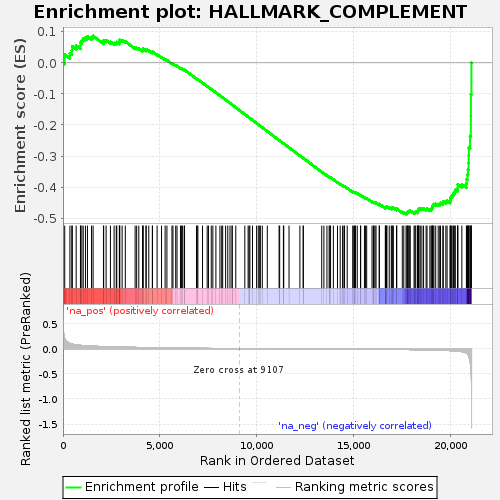 Enrichment plot: HALLMARK_COMPLEMENT
Enrichment score (ES)
0.1
0.0
-0.1
-0.2
-0.3
-0.4
-0.5
'na_pos' (positively correlated)
Ranked list metric (PreRanked)
0.5
0.0
-0.5
-1.0
-1.5
Zero cross at 9107
'na_neg' (negatively correlated)
0 5,000 10,000 15,000 20,000
Rank in Ordered Dataset
Enrichment profile Hits Ranking metric scores